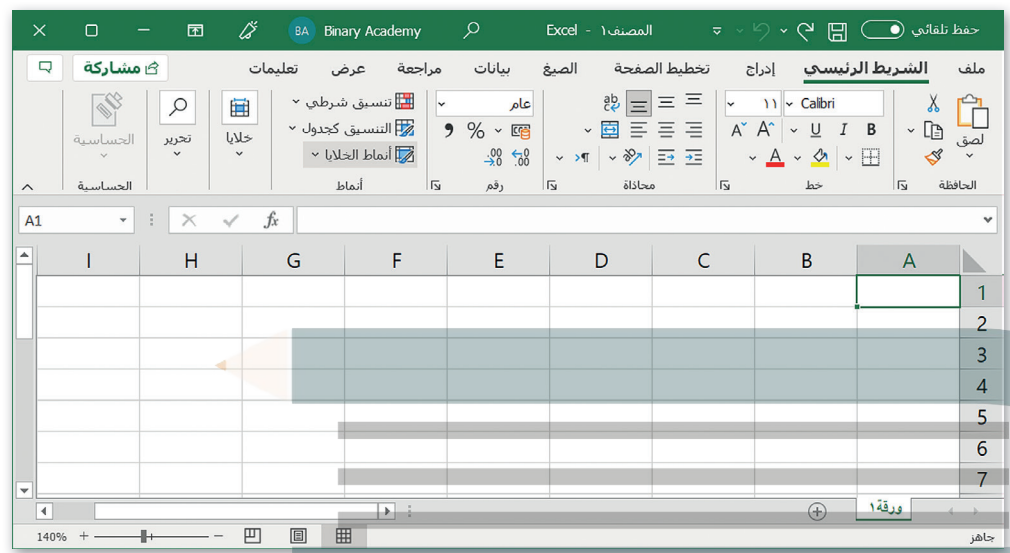 حفظ تلقائي المصنف١ - Excel Binary Academy BA
ملف الشريط الرئيسي إدراج تخطيط الصفحة الصيغ بيانات مراجعة عرض تعليمات مشاركة
لصق Calibri ١١ عام تنسيق شرطي خلايا تحرير الحساسية
B I U % التنسيق كجدول
A أنماط الخلايا
الحافظة خط محاذاة رقم أنماط الحساسية
A1 fx
A B C D E F G H I
1
2
3
4
5
6
7
ورقة١
جاهز 140%